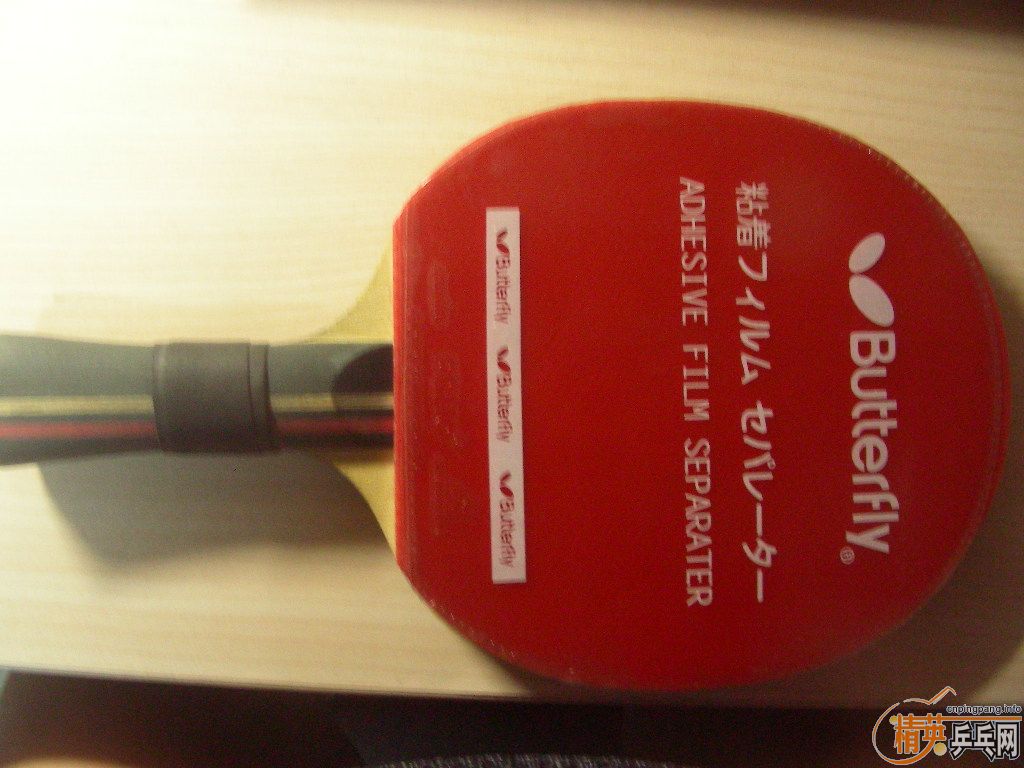 Butterfly®
粘着フィルム セパレーター
ADHESIVE FILM SEPARATER
Butterfly Butterfly Butterfly
cnpingpang.info
精英乒乓网